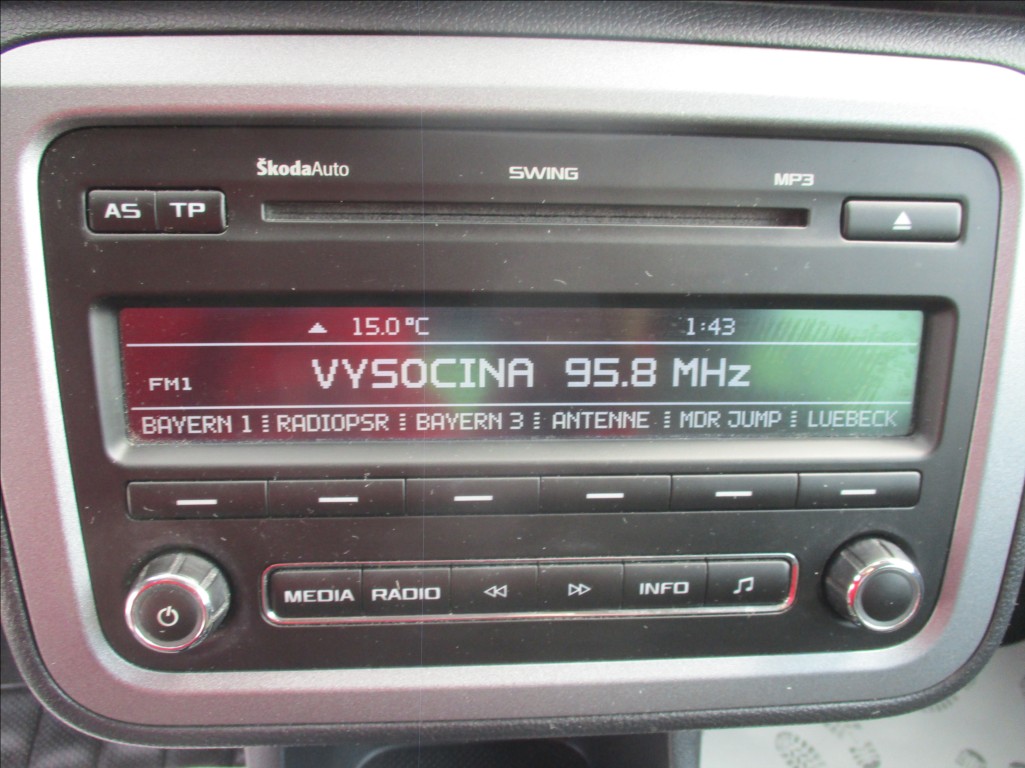 ŠkodaAuto SWING MP3
AS TP
15.0 °C 1:43
FM1 VYSOCINA 95.8 MHz
BAYERN 1 RADIOPSR BAYERN 3 ANTENNE MDR JUMP LUEBECK
MEDIA RADIO INFO